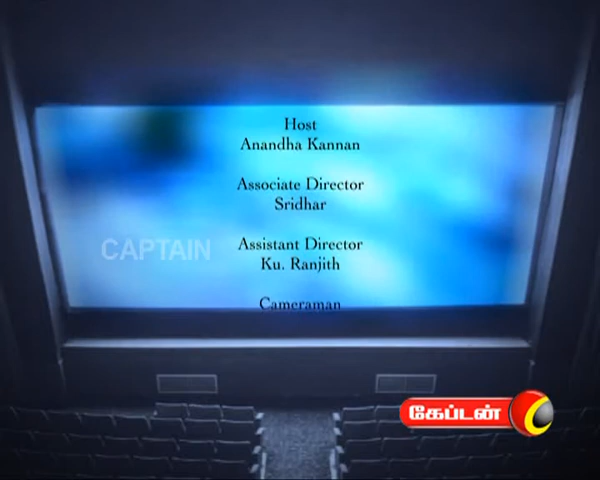 Host
Anandha Kannan
Associate Director
Sridhar
CAPTAIN
Assistant Director
Ku. Ranjith
Cameraman
கேப்டன்